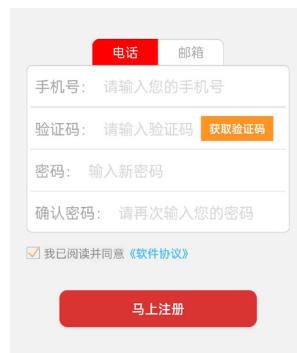 电话 邮箱
手机号： 请输入您的手机号
验证码： 请输入验证码 获取验证码
密码： 输入新密码
确认密码： 请再次输入您的密码
我已阅读并同意《软件协议》
马上注册